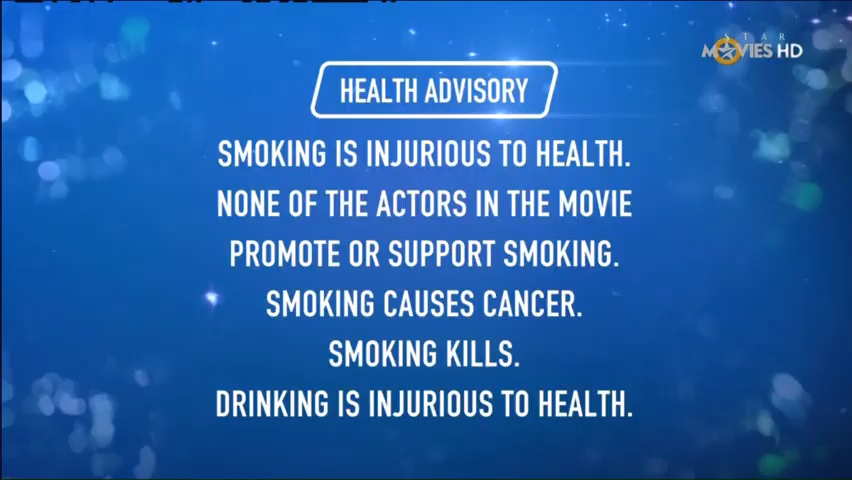 STAR
MOVIES HD
HEALTH ADVISORY
SMOKING IS INJURIOUS TO HEALTH.
NONE OF THE ACTORS IN THE MOVIE
PROMOTE OR SUPPORT SMOKING.
SMOKING CAUSES CANCER.
SMOKING KILLS.
DRINKING IS INJURIOUS TO HEALTH.